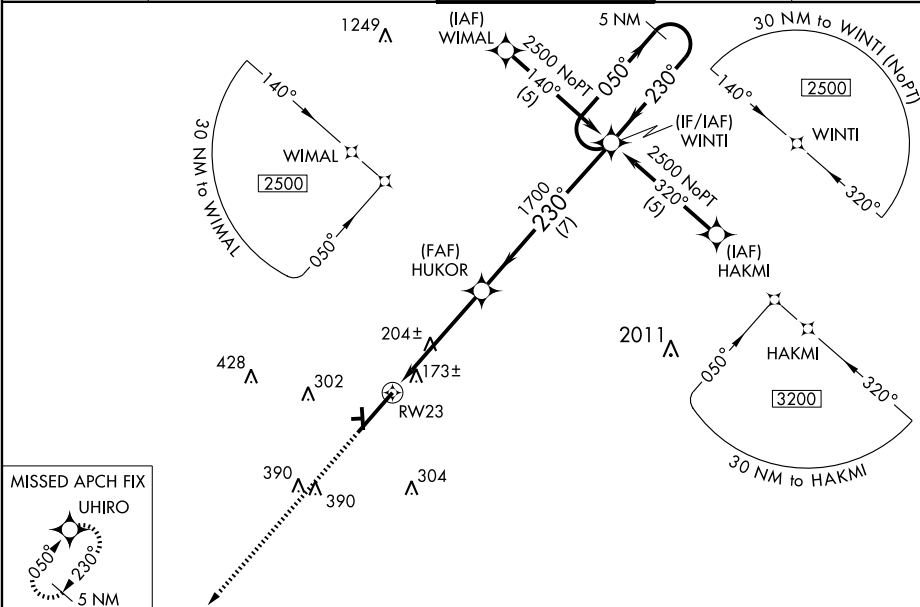 1249
(IAF)
WIMAL
2500 NoPT
140°
(5)
5 NM
050°
230°
(IF/IAF)
WINTI
30 NM to WINTI (NoPT)
2500
140°
WINTI
320°
140°
WIMAL
2500
30 NM to WIMAL
050°
2500 NoPT
320°
(5)
(IAF)
HAKMI
1700
230°
(7)
(FAF)
HUKOR
204±
173±
428
302
RW23
2011
HAKMI
050°
320°
3200
30 NM to HAKMI
390
390
304
MISSED APCH FIX
UHIRO
050°
230°
5 NM